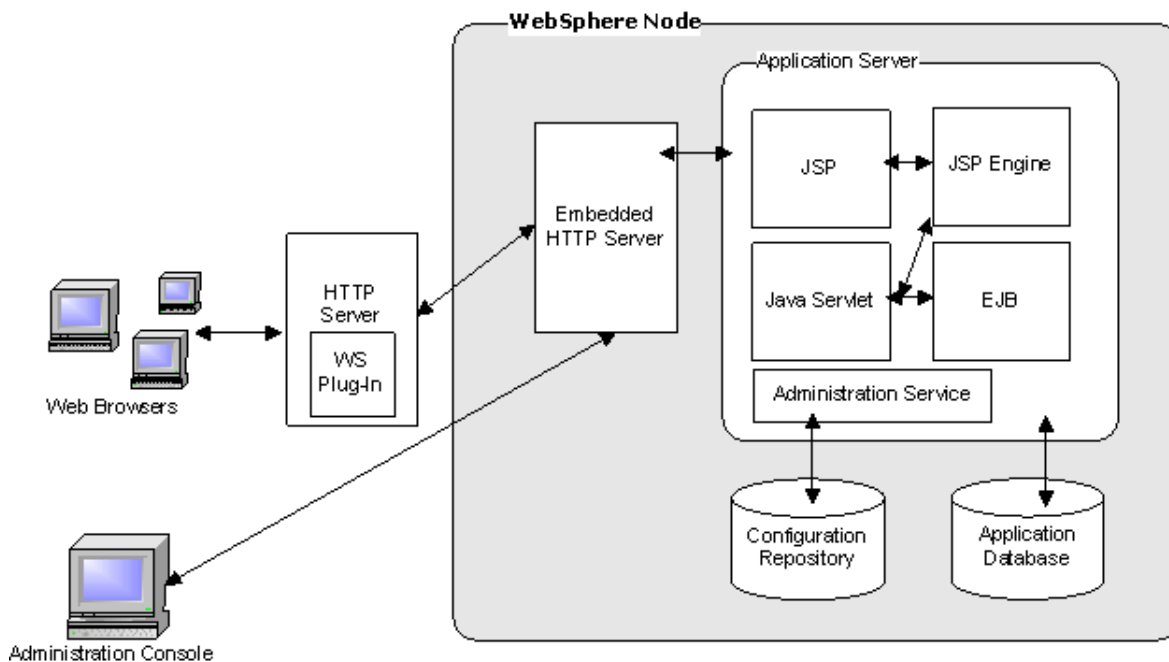 WebSphere Node
Application Server
JSP
JSP Engine
Embedded
HTTP Server
HTTP
Server
Java Servlet
EJB
WS
Plug-In
Administration Service
Web Browsers
Configuration
Repository
Application
Database
Administration Console